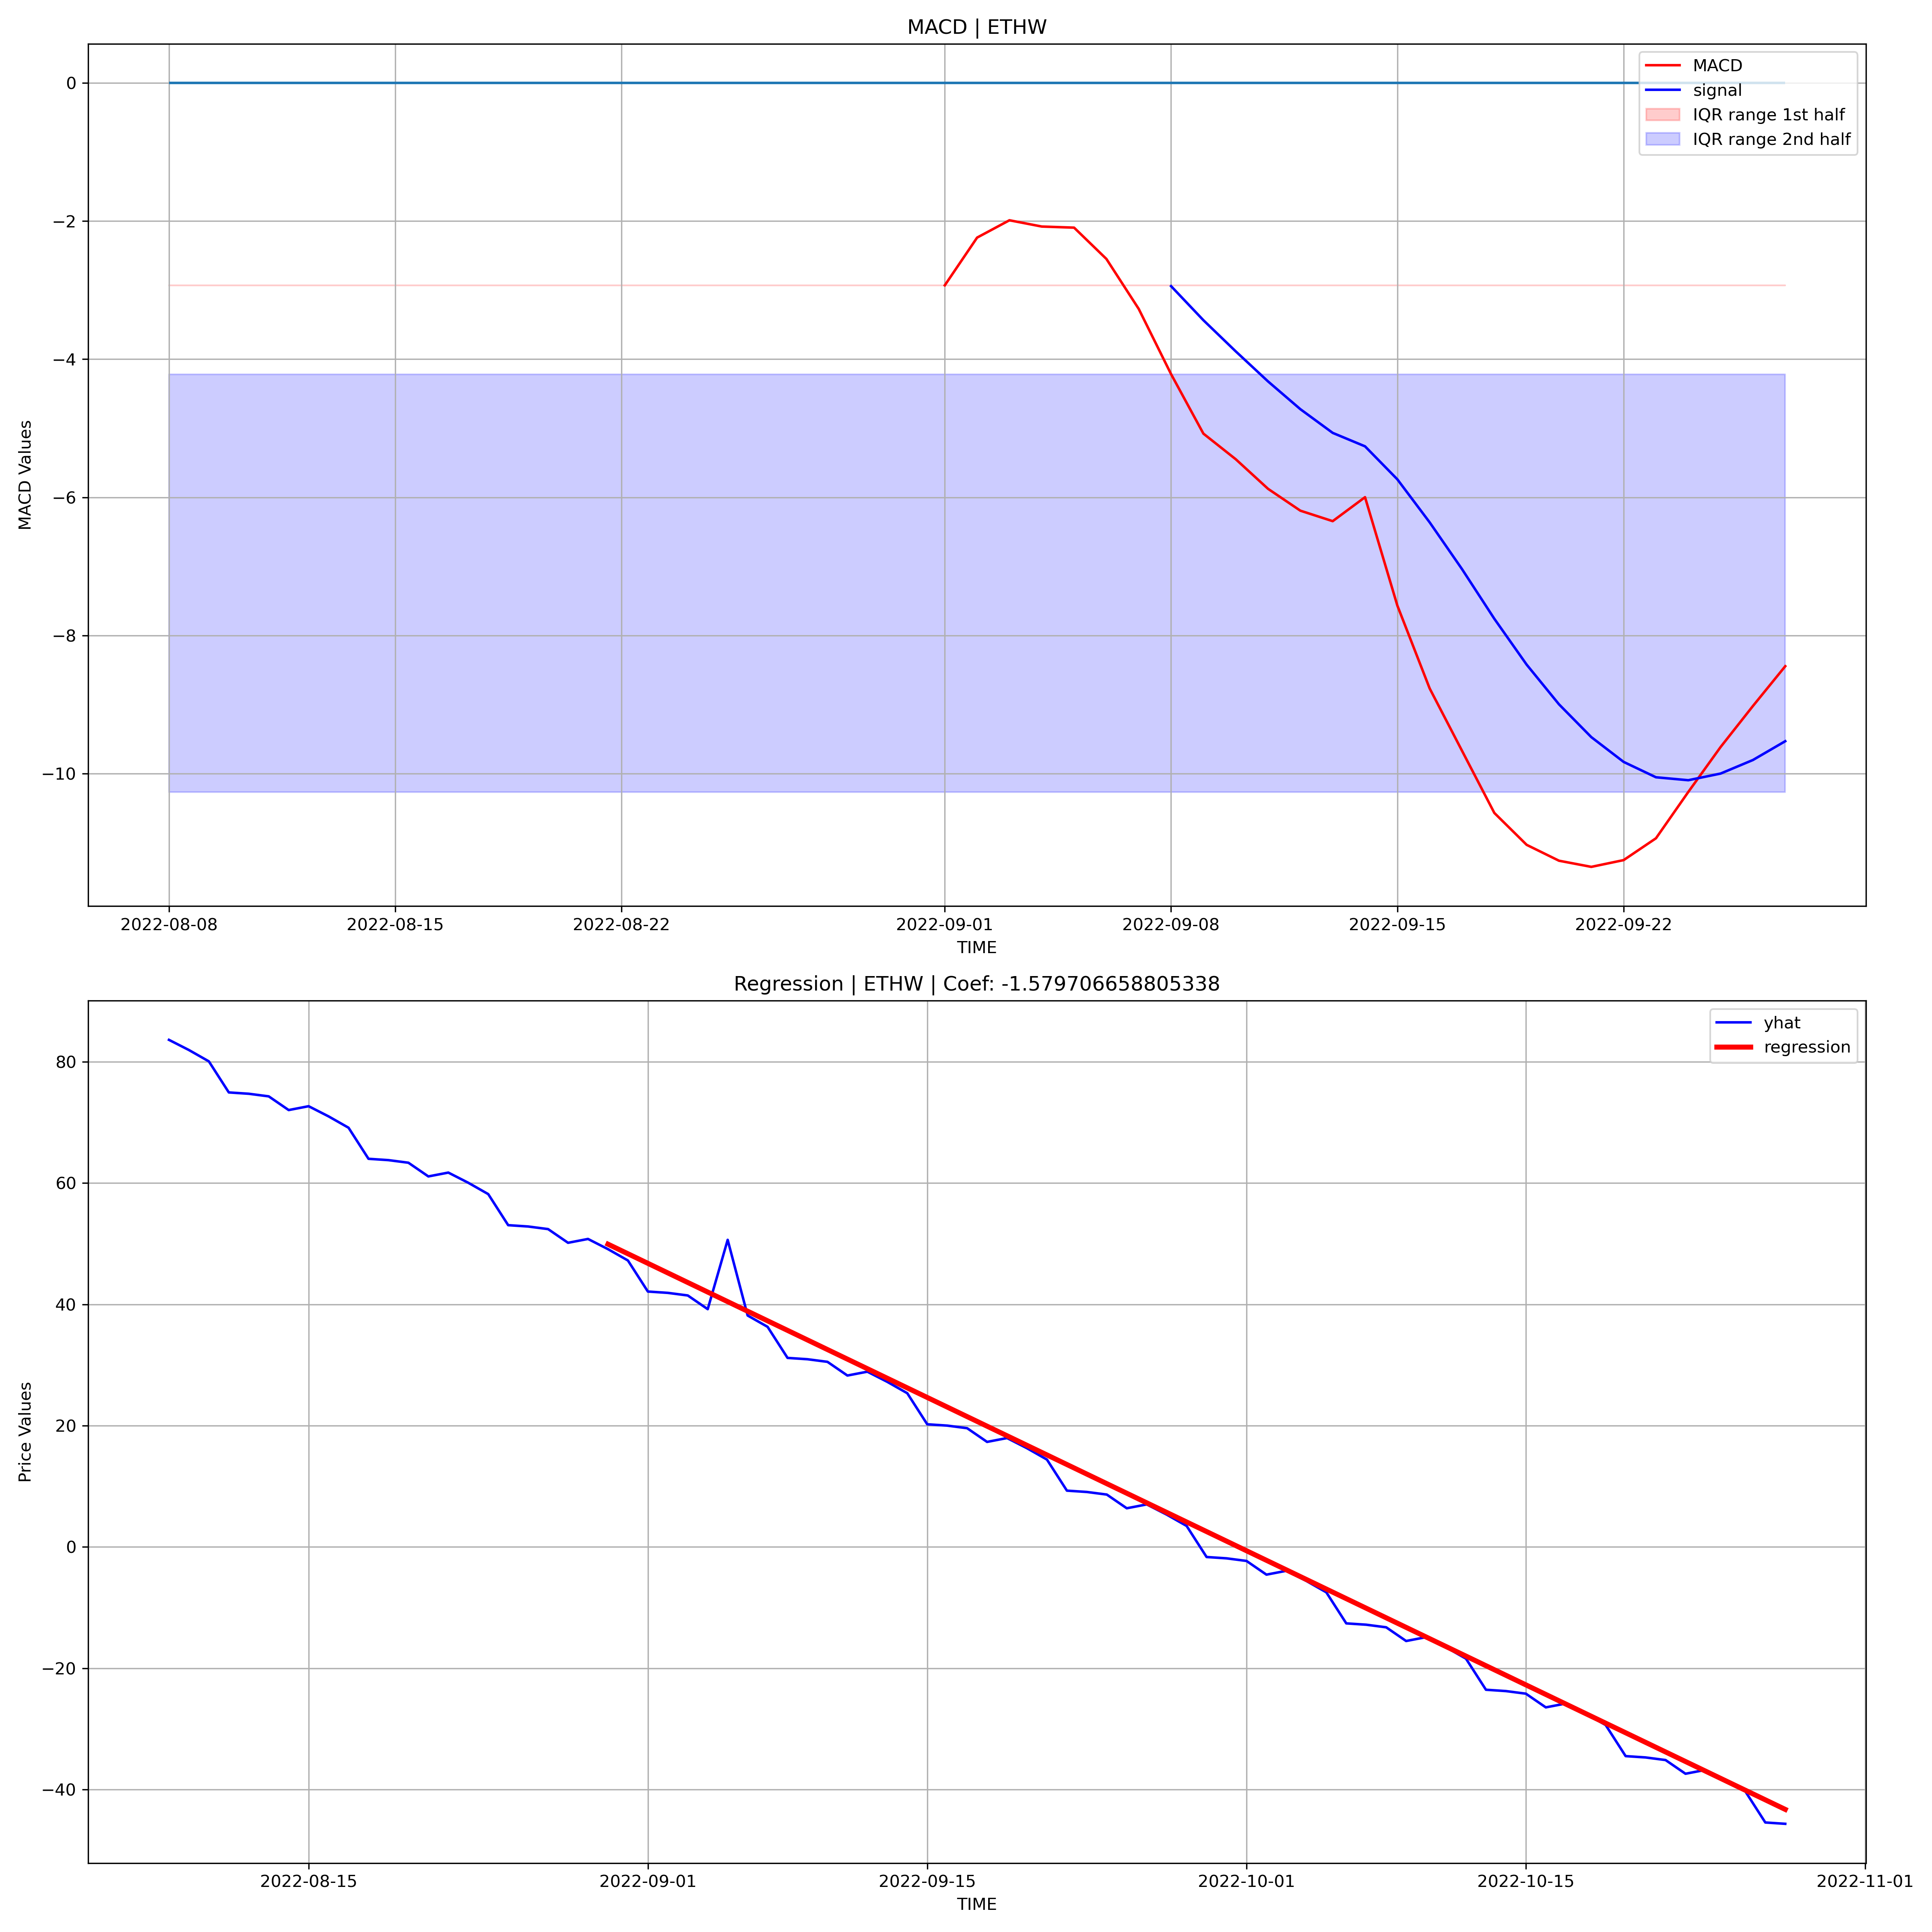 MACD | ETHW
MACD
signal
IQR range 1st half
IQR range 2nd half
0
−2
−4
−6
−8
−10
MACD Values
2022-08-08 2022-08-15 2022-08-22 2022-09-01 2022-09-08 2022-09-15 2022-09-22
TIME
Regression | ETHW | Coef: -1.579706658805338
yhat
regression
80
60
40
20
0
−20
−40
Price Values
2022-08-15 2022-09-01 2022-09-15 2022-10-01 2022-10-15 2022-11-01
TIME